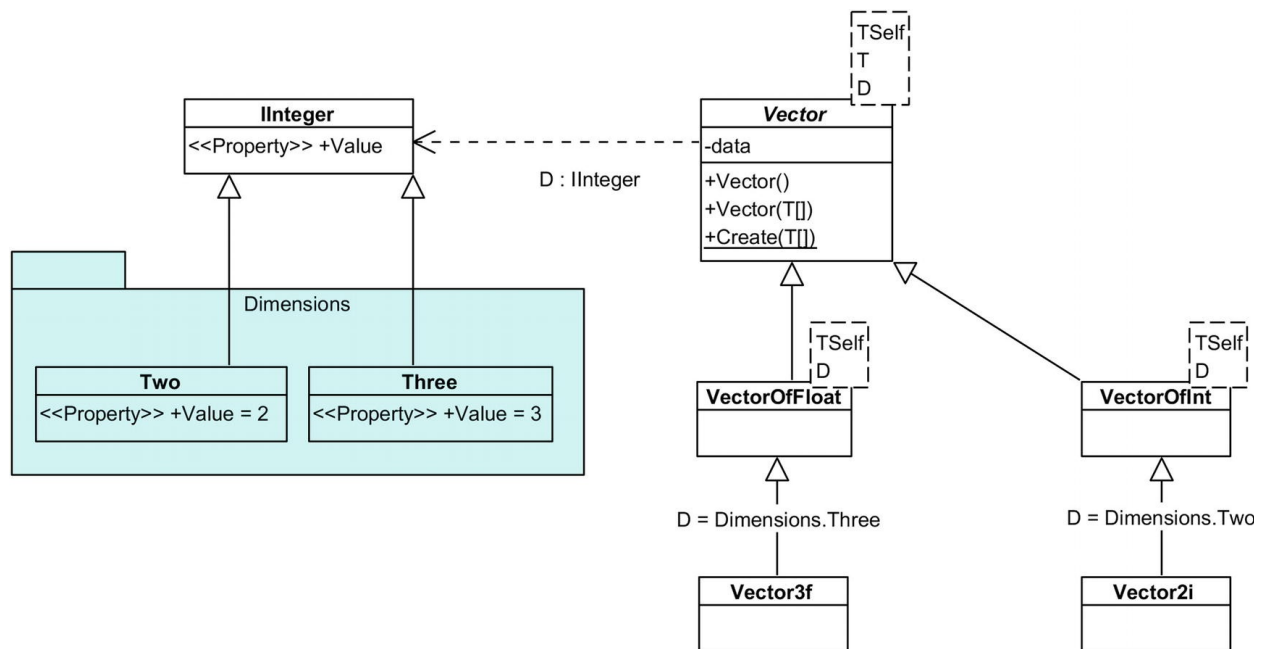 TSelf
T
D
IInteger
<<Property>> +Value
D : IInteger
Vector
-data
+Vector()
+Vector(T[])
+Create(T[])
Dimensions
Two
<<Property>> +Value = 2
Three
<<Property>> +Value = 3
TSelf
D
VectorOfFloat
TSelf
D
VectorOfInt
D = Dimensions.Three
D = Dimensions.Two
Vector3f
Vector2i